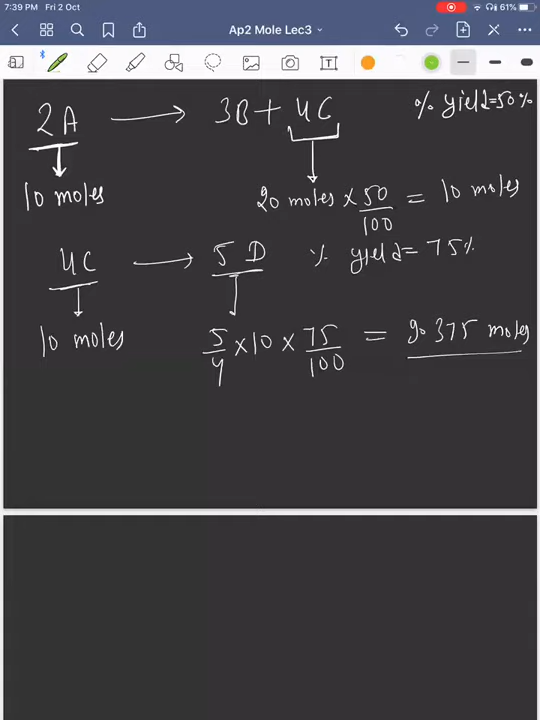 7:39 PM Fri 2 Oct 61%
Ap2 Mole Lec3
2A → 3B + 4C % yield = 50%
10 moles
20 moles × 50/100 = 10 moles
4C → 5 D % yield = 75%
10 moles
5/4 × 10 × 75/100 = 9.375 moles